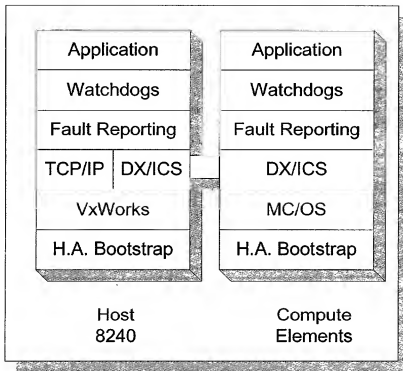 Application
Watchdogs
Fault Reporting
TCP/IP DX/ICS
VxWorks
H.A. Bootstrap
Host
8240
Application
Watchdogs
Fault Reporting
DX/ICS
MC/OS
H.A. Bootstrap
Compute
Elements